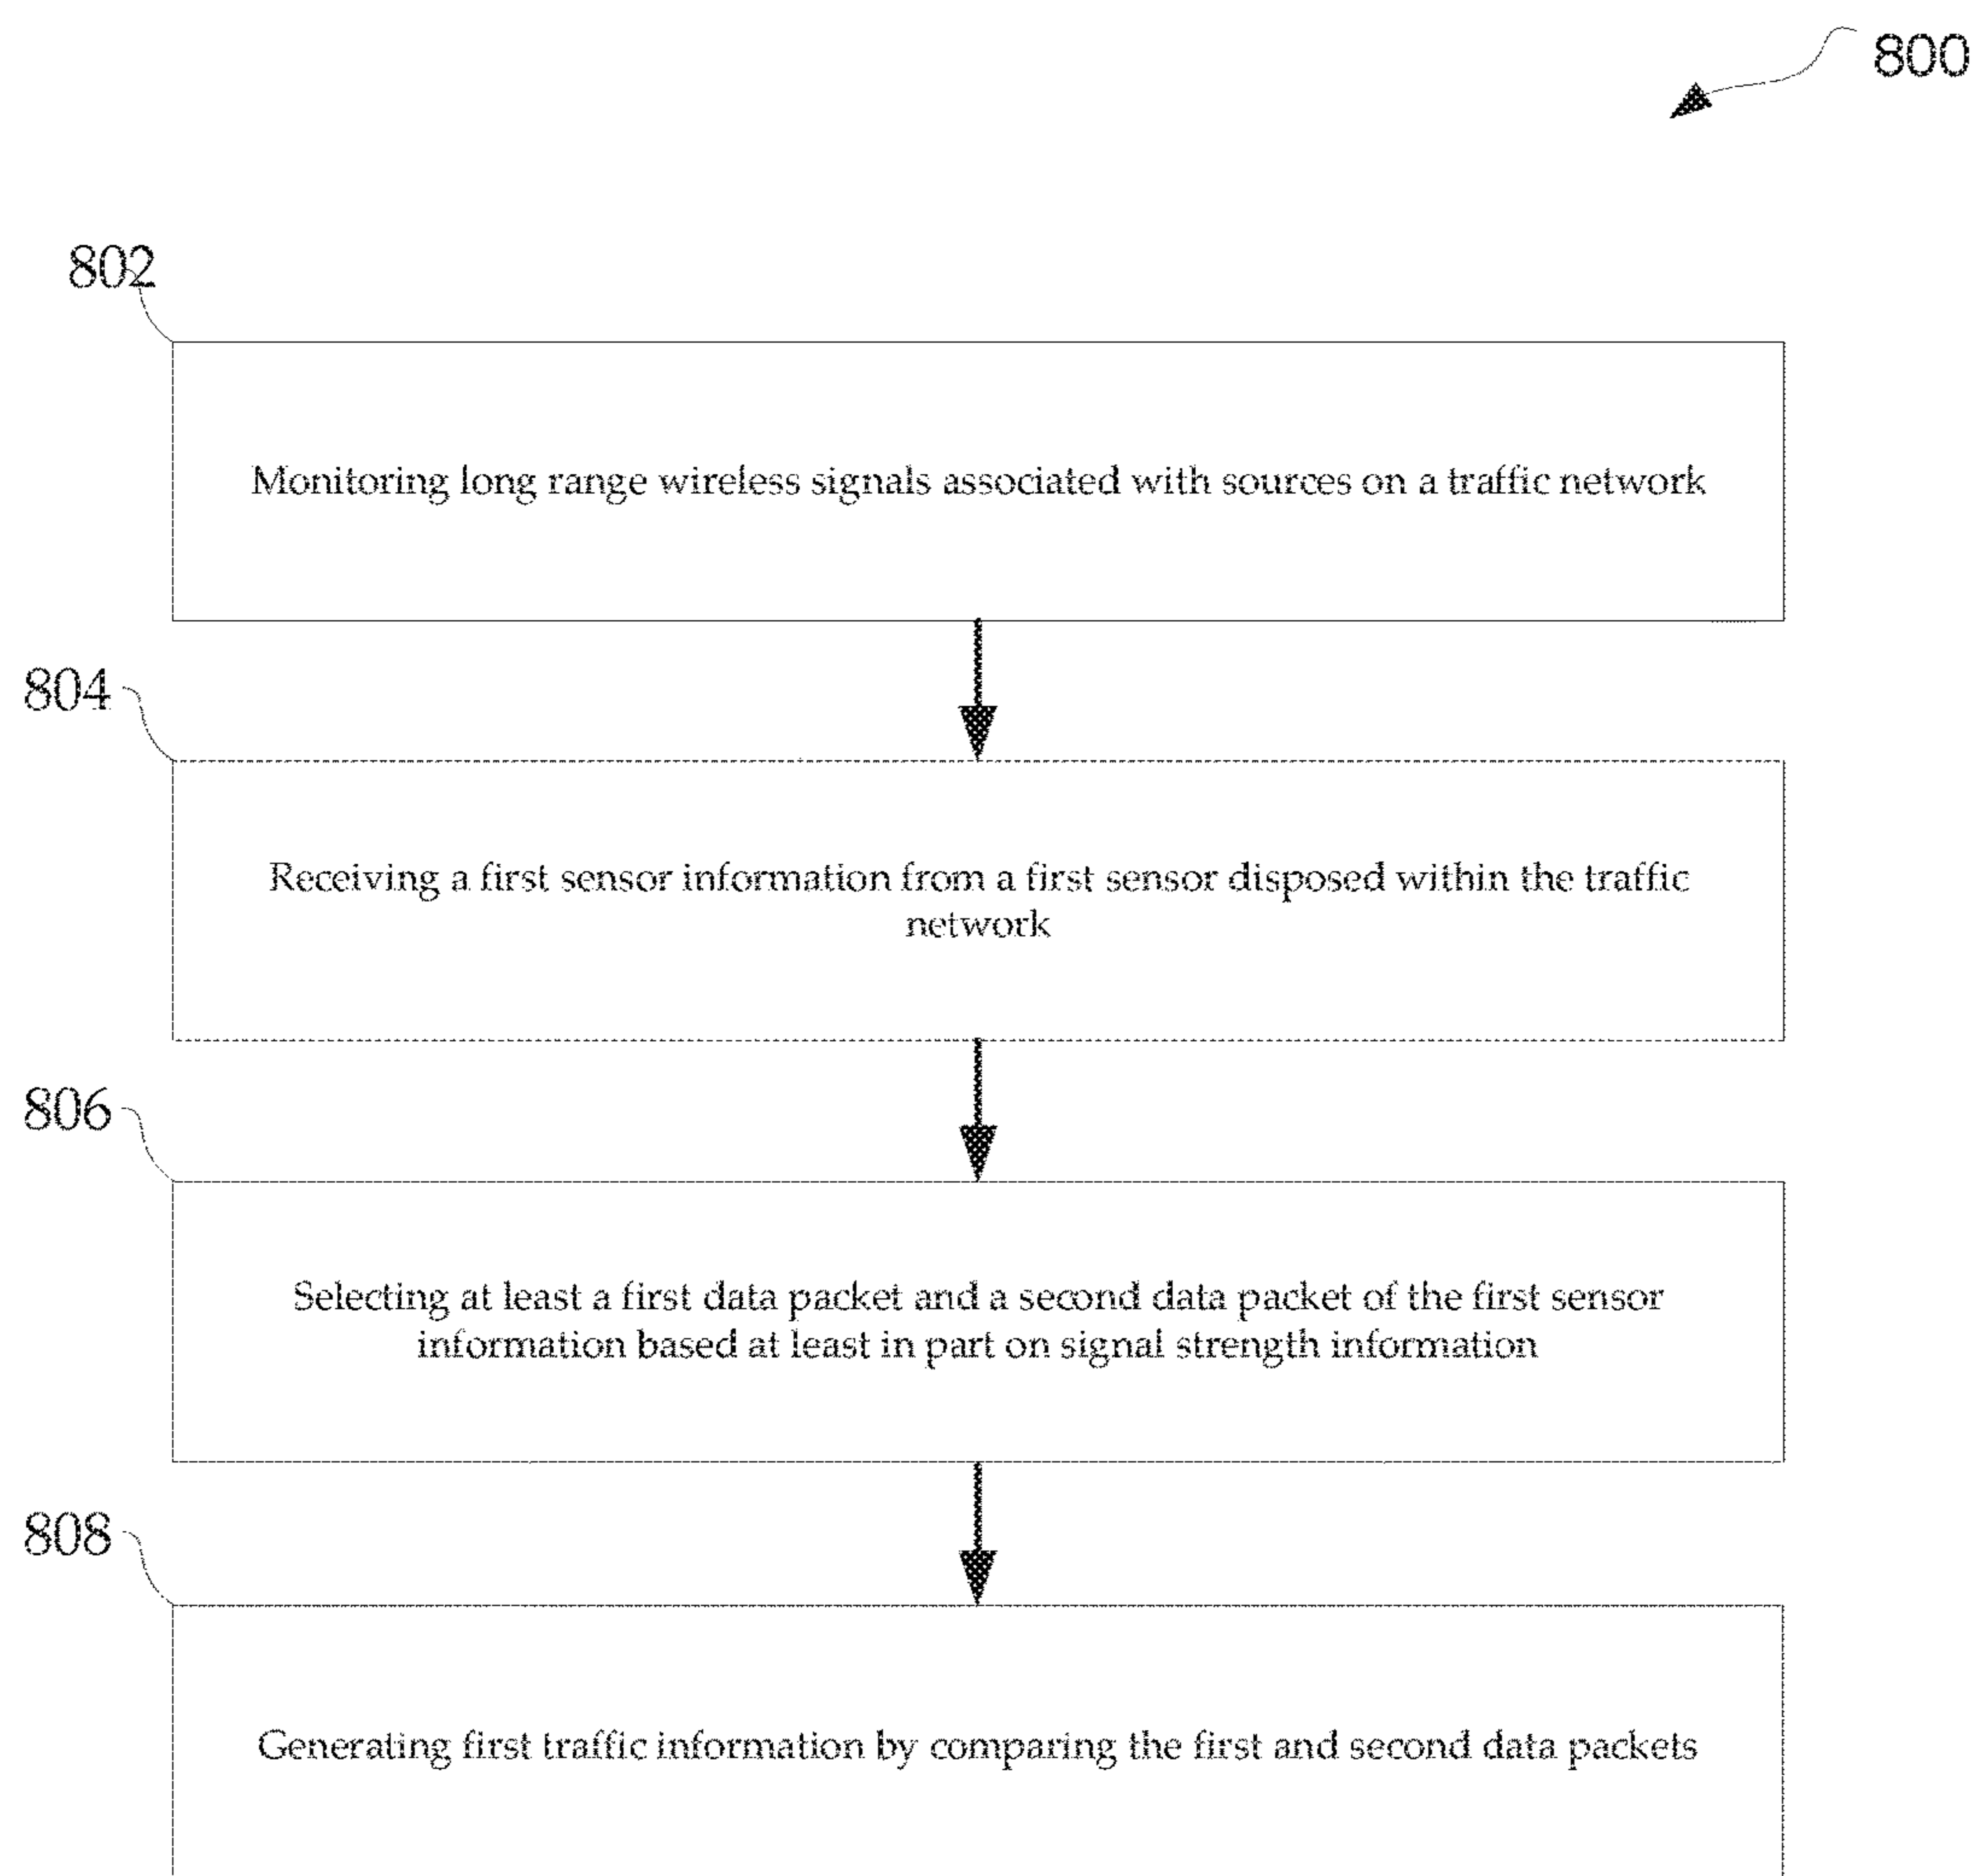 800
802
Monitoring long range wireless signals associated with sources on a traffic network
804
Receiving a first sensor information from a first sensor disposed within the traffic
network
806
Selecting at least a first data packet and a second data packet of the first sensor
information based at least in part on signal strength information
808
Generating first traffic information by comparing the first and second data packets